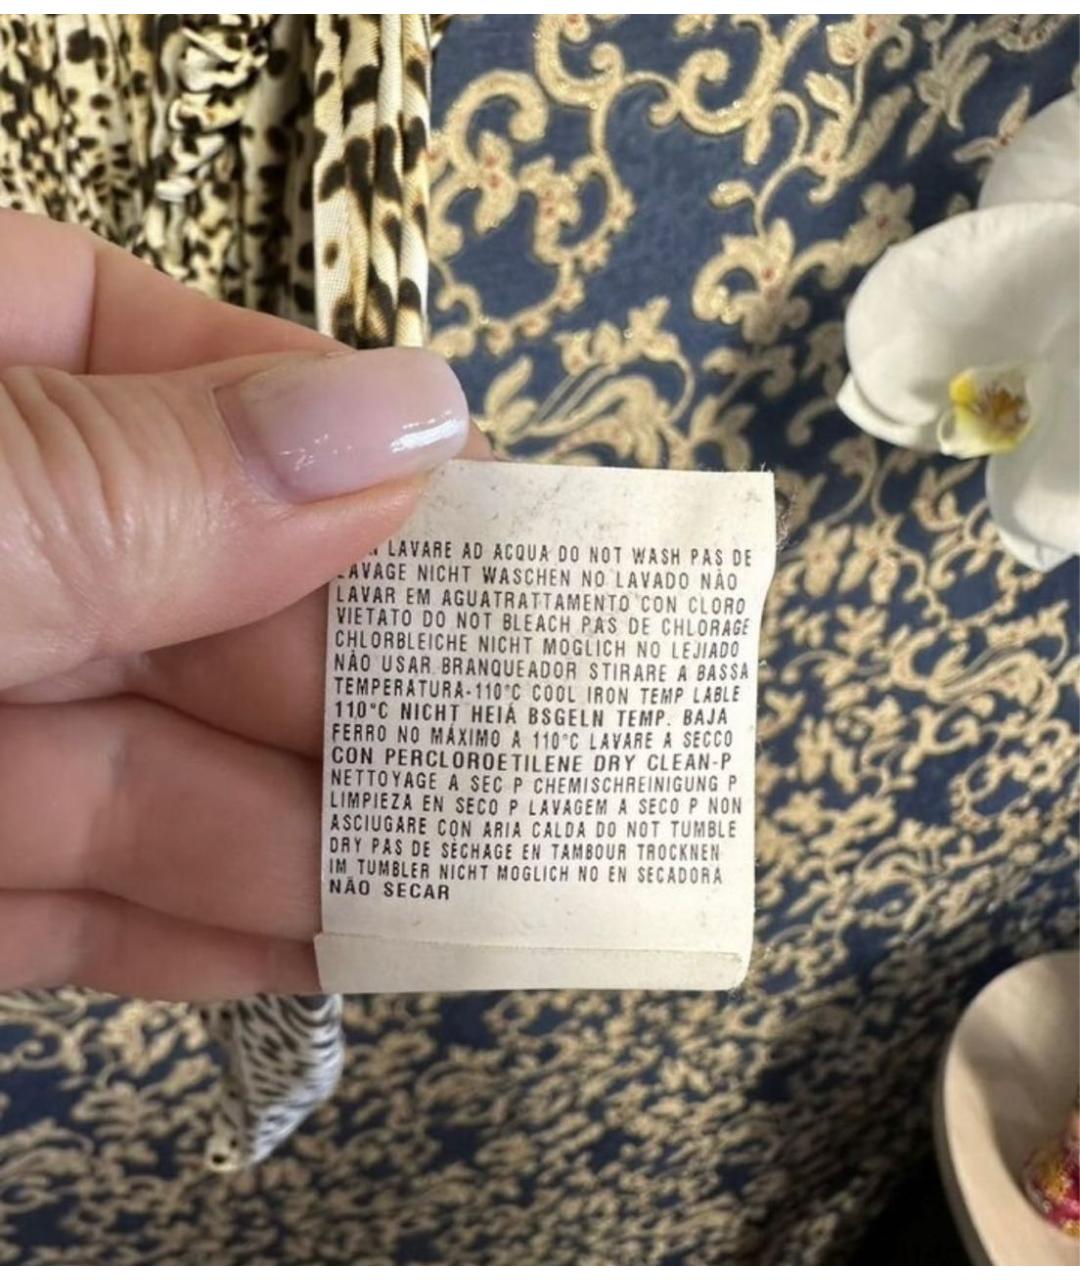 LAVARE AD ACQUA DO NOT WASH PAS DE
LAVAGE NICHT WASCHEN NO LAVADO NÃO
LAVAR EM AGUATRATTAMENTO CON CLORO
VIETATO DO NOT BLEACH PAS DE CHLORAGE
CHLORBLEICHE NICHT MOGLICH NO LEJIADO
NÃO USAR BRANQUEADOR STIRARE A BASSA
TEMPERATURA-110°C COOL IRON TEMP LABLE
110°C NICHT HEIÁ BSGELN TEMP. BAJA
FERRO NO MÁXIMO A 110°C LAVARE A SECCO
CON PERCLOROETILENE DRY CLEAN-P
NETTOYAGE A SEC P CHEMISCHREINIGUNG P
LIMPIEZA EN SECO P LAVAGEM A SECO P NON
ASCIUGARE CON ARIA CALDA DO NOT TUMBLE
DRY PAS DE SÈCHAGE EN TAMBOUR TROCKNEN
IM TUMBLER NICHT MOGLICH NO EN SECADORA
NÃO SECAR